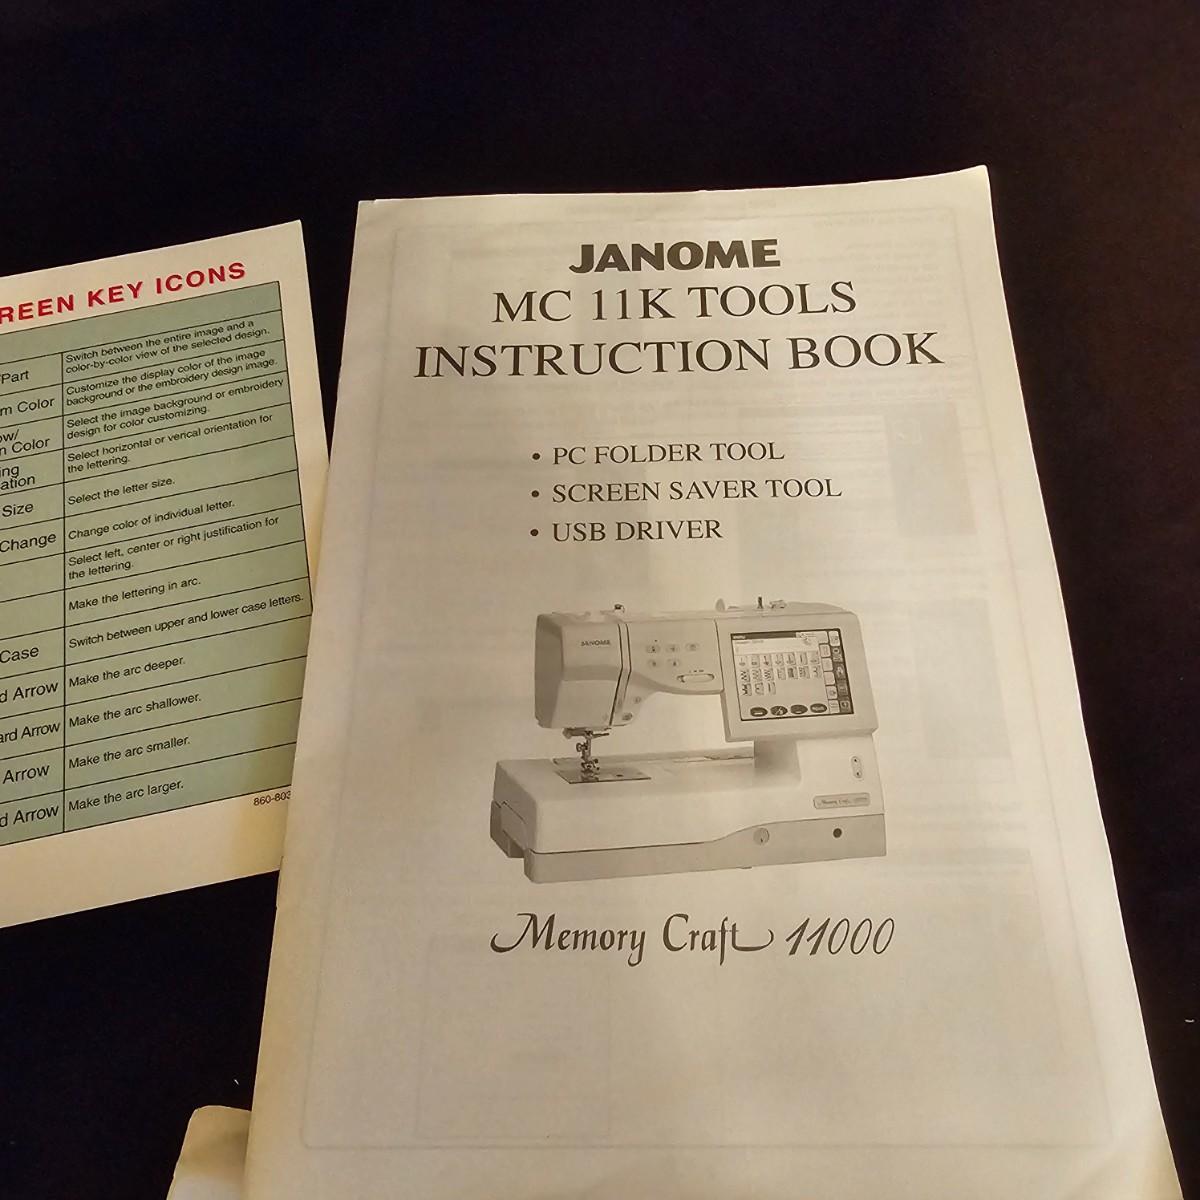 REEN KEY ICONS
Switch between the entire image and a
color-by-color view of the selected design.
Part
Customize the display color of the image
background or the embroidery design image.
m Color
Select the image background or embroidery
design for color customizing.
ow/
n Color
Select horizontal or verical orientation for
the lettering.
ing
ation
Select the letter size.
Size
Change color of individual letter.
Change
Select left, center or right justification for
the lettering.
Make the lettering in arc.
Switch between upper and lower case letters.
Case
Make the arc deeper.
d Arrow
Make the arc shallower.
ard Arrow
Make the arc smaller.
Arrow
Make the arc larger.
d Arrow
860-803
JANOME
MC 11K TOOLS
INSTRUCTION BOOK
• PC FOLDER TOOL
• SCREEN SAVER TOOL
• USB DRIVER
JANOME
Memory Craft 11000